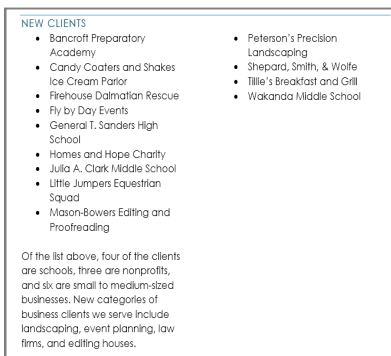 NEW CLIENTS
• Bancroft Preparatory
Academy
• Candy Coaters and Shakes
Ice Cream Parlor
• Firehouse Dalmatian Rescue
• Fly by Day Events
• General T. Sanders High
School
• Homes and Hope Charity
• Julia A. Clark Middle School
• Little Jumpers Equestrian
Squad
• Mason-Bowers Editing and
Proofreading
• Peterson's Precision
Landscaping
• Shepard, Smith, & Wolfe
• Tillie's Breakfast and Grill
• Wakanda Middle School
Of the list above, four of the clients
are schools, three are nonprofits,
and six are small to medium-sized
businesses. New categories of
business clients we serve include
landscaping, event planning, law
firms, and editing houses.